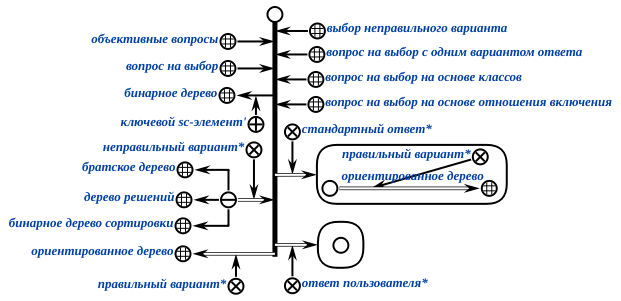 выбор неправильного варианта
объективные вопросы
вопрос на выбор с одним вариантом ответа
вопрос на выбор
вопрос на выбор на основе классов
бинарное дерево
вопрос на выбор на основе отношения включения
ключевой sc-элемент'
стандартный ответ*
неправильный вариант*
правильный вариант*
братское дерево
ориентированное дерево
дерево решений
бинарное дерево сортировки
ориентированное дерево
правильный вариант*
ответ пользователя*